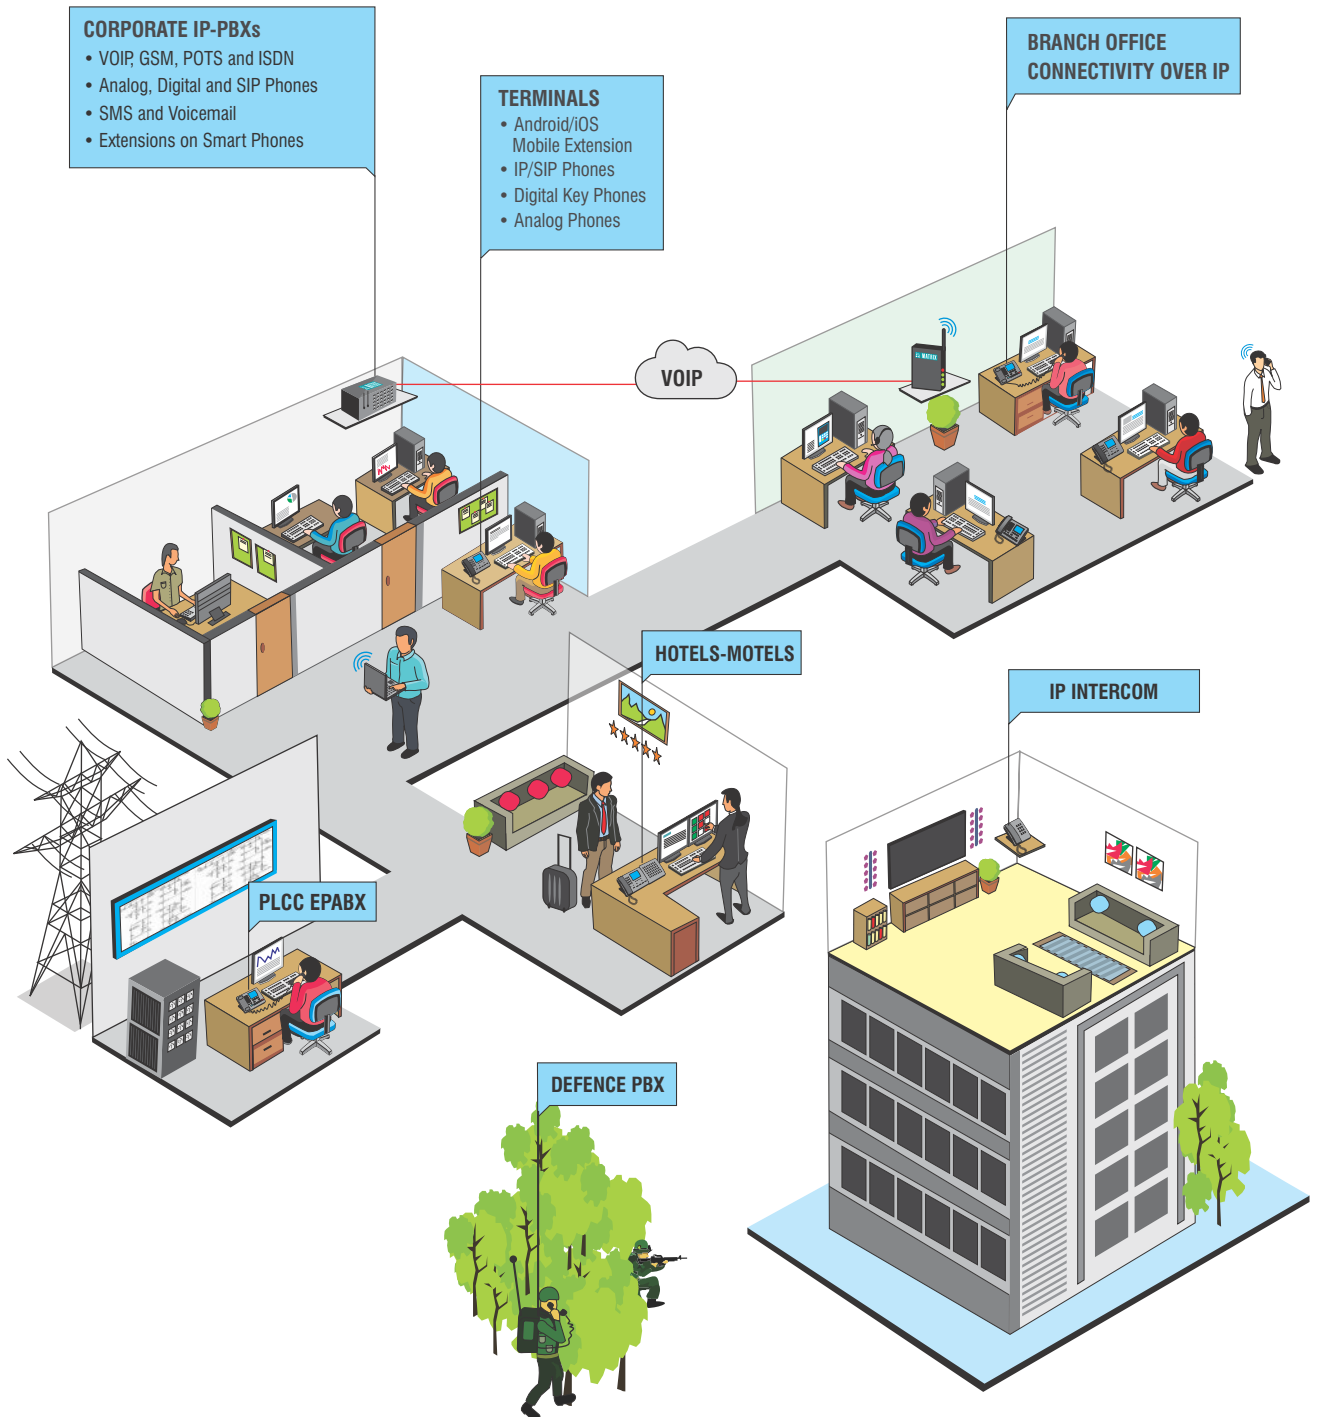 CORPORATE IP-PBXs
• VOIP, GSM, POTS and ISDN
• Analog, Digital and SIP Phones
• SMS and Voicemail
• Extensions on Smart Phones
TERMINALS
• Android/iOS
Mobile Extension
• IP/SIP Phones
• Digital Key Phones
• Analog Phones
BRANCH OFFICE
CONNECTIVITY OVER IP
VOIP
MATRIX
HOTELS-MOTELS
IP INTERCOM
PLCC EPABX
DEFENCE PBX